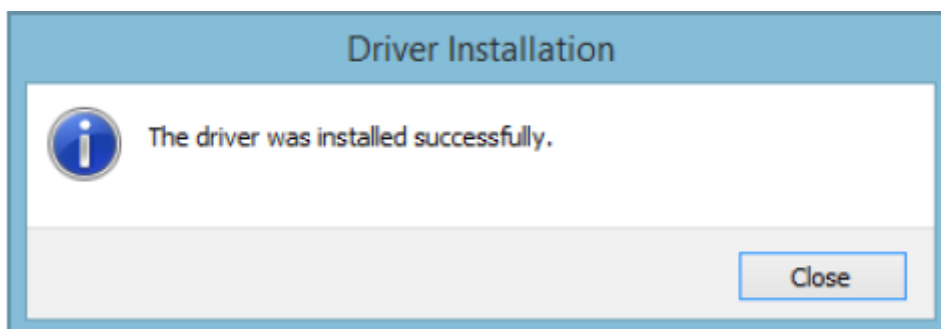 Driver Installation
The driver was installed successfully.
Close